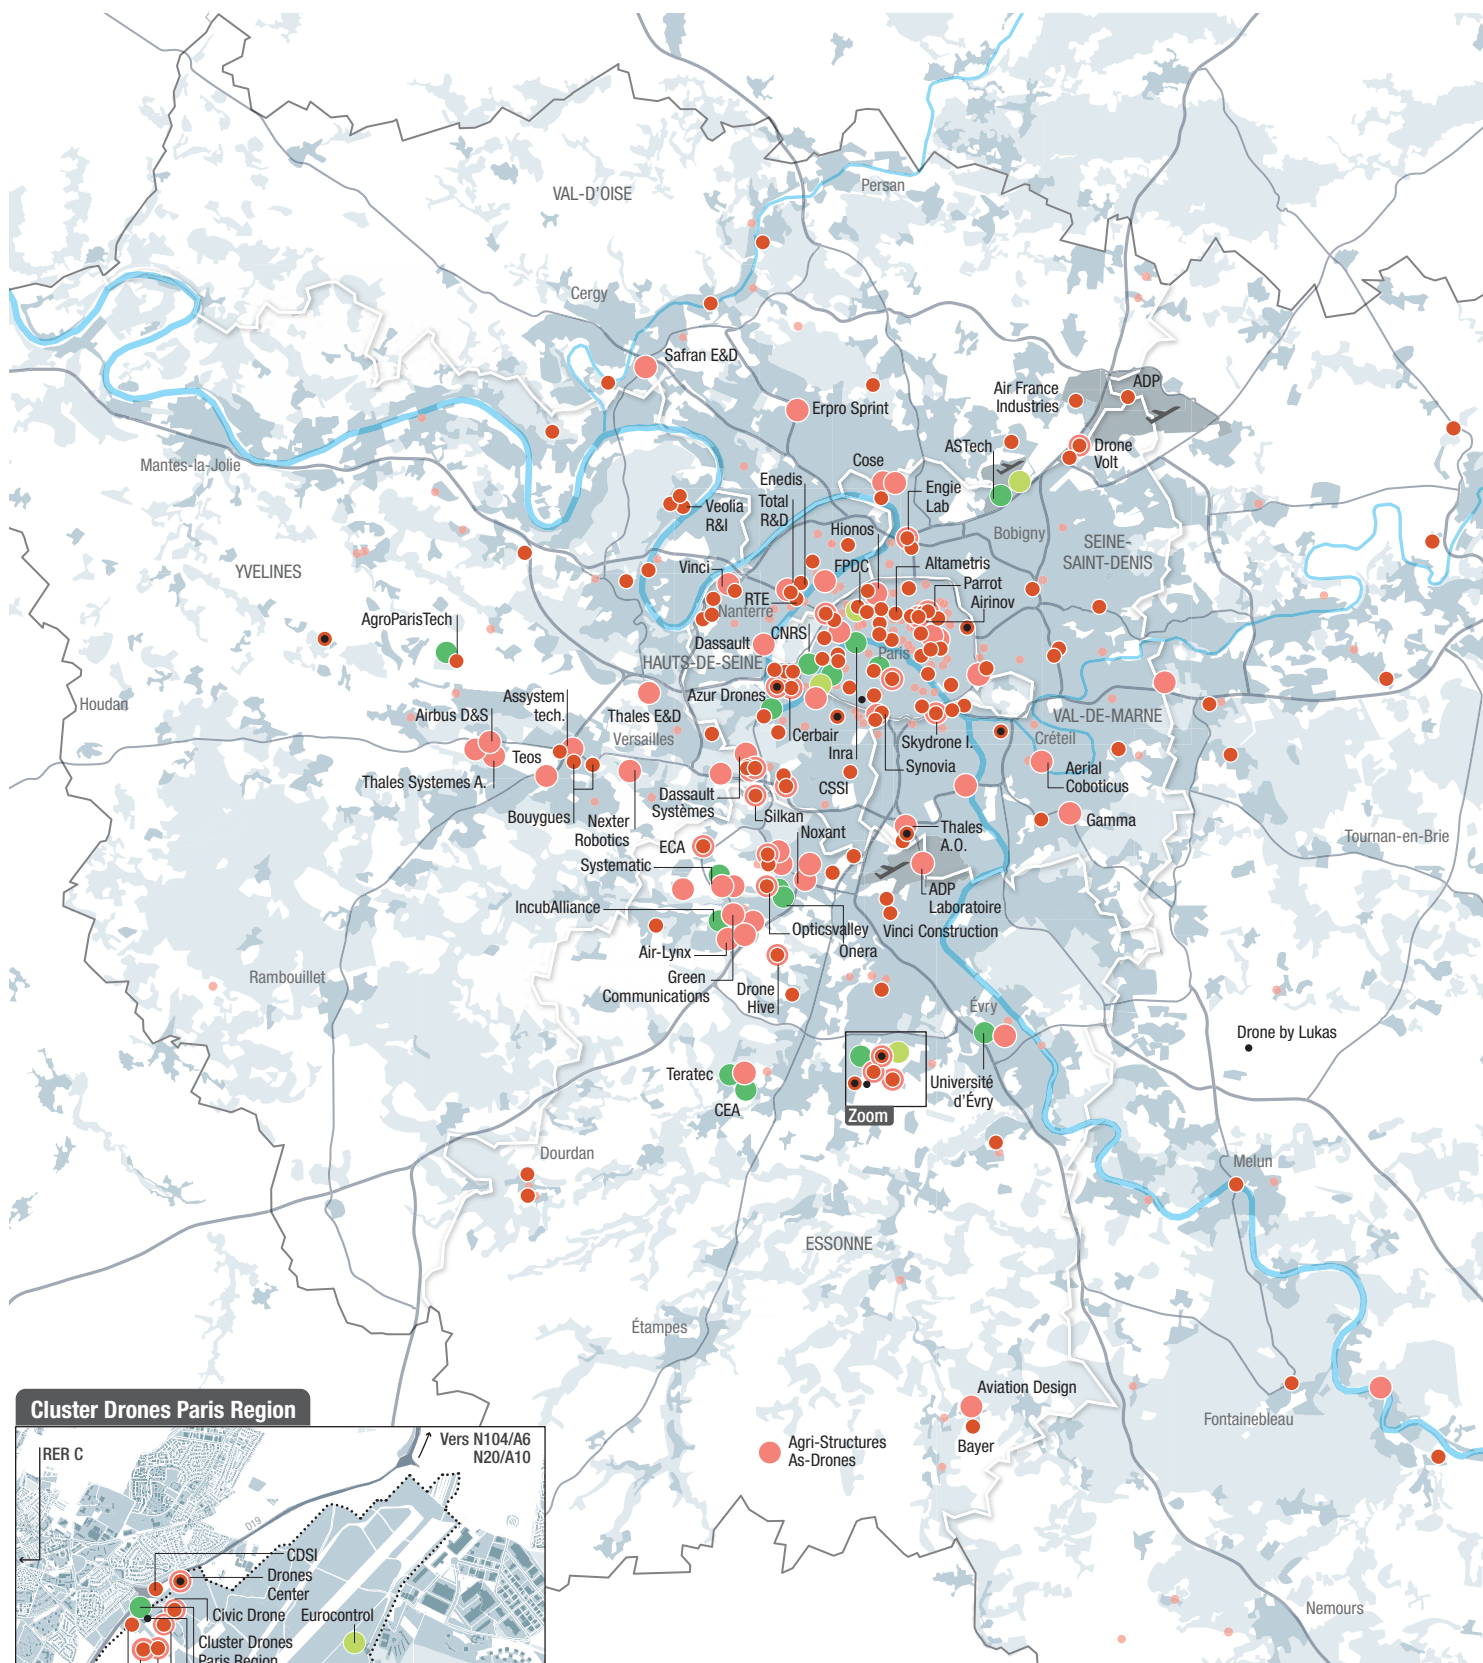 Persan
VAL-D'OISE
Cergy
Safran E&D
Erpro Sprint
Air France
Industries
ADP
ASTech
Drone
Volt
Mantes-la-Jolie
Cose
Enedis
Total
R&D
Engie
Lab
Veolia
R&I
Hionos
Bobigny
SEINE-
SAINT-DENIS
YVELINES
Vinci
FPDC
Altametris
Parrot
Airinov
RTE
Nanterre
AgroParisTech
Dassault
CNRS
Paris
HAUTS-DE-SEINE
Houdan
Assystem
tech.
Azur Drones
Airbus D&S
Thales E&D
VAL-DE-MARNE
Versailles
Cerbair
Skydrone I.
Créteil
Teos
Inra
Synovia
Aerial
Coboticus
Thales Systemes A.
Dassault
Systèmes
CSSI
Bouygues
Nexter
Robotics
Silkan
Noxant
Thales
A.O.
Gamma
Tournan-en-Brie
ECA
Systematic
ADP
Laboratoire
IncubAlliance
Opticsvalley
Vinci Construction
Air-Lynx
Onera
Rambouillet
Green
Communications
Drone
Hive
Évry
Drone by Lukas
Teratec
Université
d'Évry
CEA
Zoom
Dourdan
Melun
ESSONNE
Étampes
Aviation Design
Fontainebleau
Agri-Structures
As-Drones
Bayer
Nemours
Cluster Drones Paris Region
RER C
Vers N104/A6
N20/A10
D19
CDSI
Drones
Center
Civic Drone
Eurocontrol
Cluster Drones
Paris Region